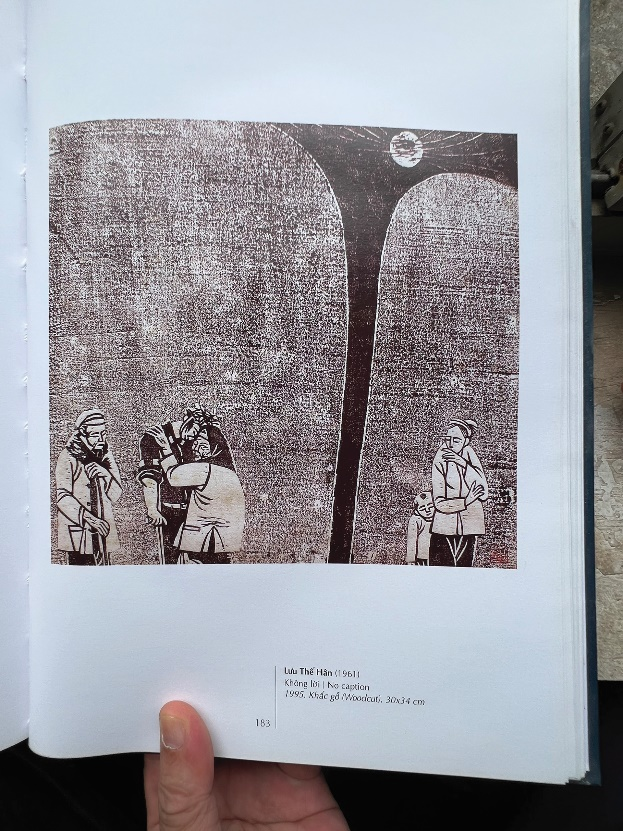 Lưu Thế Hân (1961)
Không lời | No caption
1995. Khắc gỗ (Woodcut). 30x34 cm
183